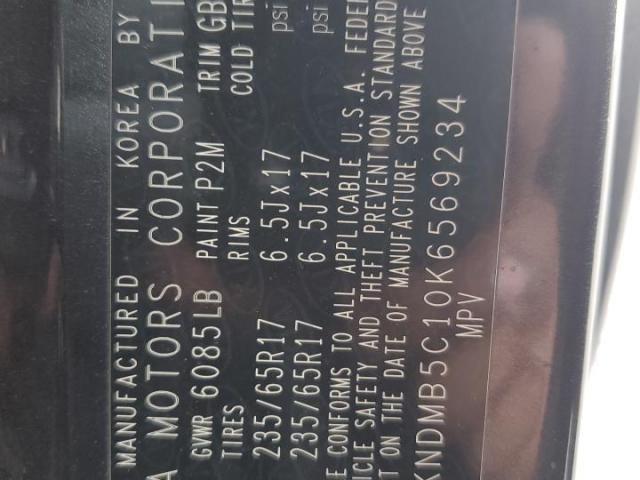 MANUFACTURED IN KOREA BY
A MOTORS CORPORATI
GVWR 6085LB PAINT P2M TRIM GB
TIRES RIMS COLD TIR
235/65R17 6.5Jx17 psi
235/65R17 6.5Jx17 psi
E CONFORMS TO ALL APPLICABLE U.S.A. FEDER
ICLE SAFETY AND THEFT PREVENTION STANDARD
T ON THE DATE OF MANUFACTURE SHOWN ABOVE
KNDMB5C10K6569234
MPV